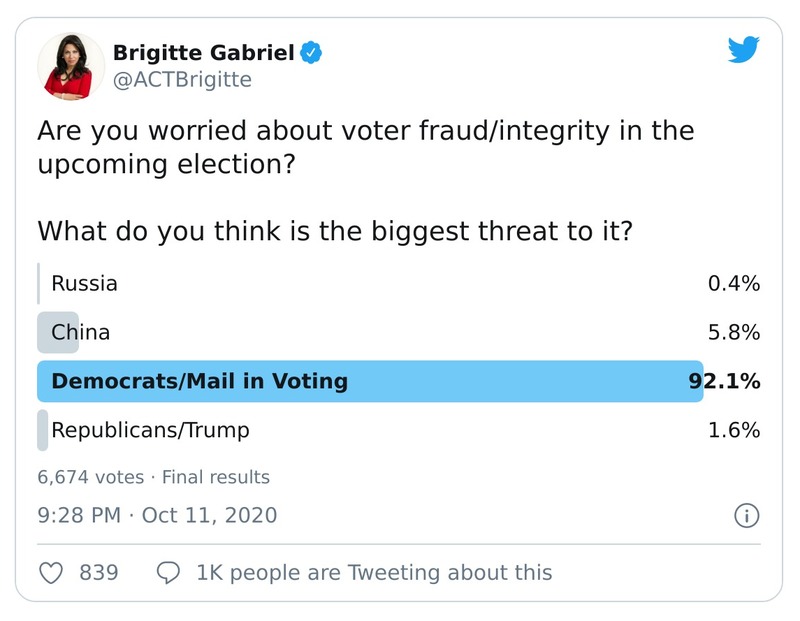 Brigitte Gabriel
@ACTBrigitte
Are you worried about voter fraud/integrity in the
upcoming election?
What do you think is the biggest threat to it?
Russia 0.4%
China 5.8%
Democrats/Mail in Voting 92.1%
Republicans/Trump 1.6%
6,674 votes · Final results
9:28 PM · Oct 11, 2020
839 1K people are Tweeting about this